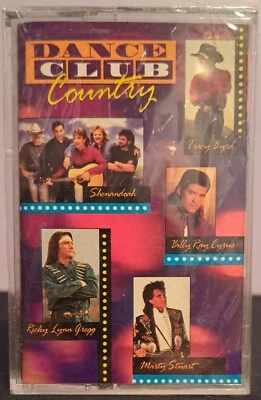 DANCE
CLUB
Country
Tracy Byrd
Shenandoah
Billy Ray Cyrus
Ricky Lynn Gregg
Marty Stuart